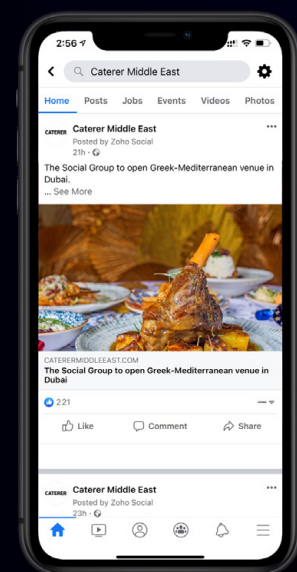 2:56
Caterer Middle East
Home Posts Jobs Events Videos Photos
CATERER
Caterer Middle East
Posted by Zoho Social
21h
The Social Group to open Greek-Mediterranean venue in
Dubai.
... See More
CATERERMIDDLEEAST.COM
The Social Group to open Greek-Mediterranean venue in
Dubai
221
Like Comment Share
CATERER
Caterer Middle East
Posted by Zoho Social
23h